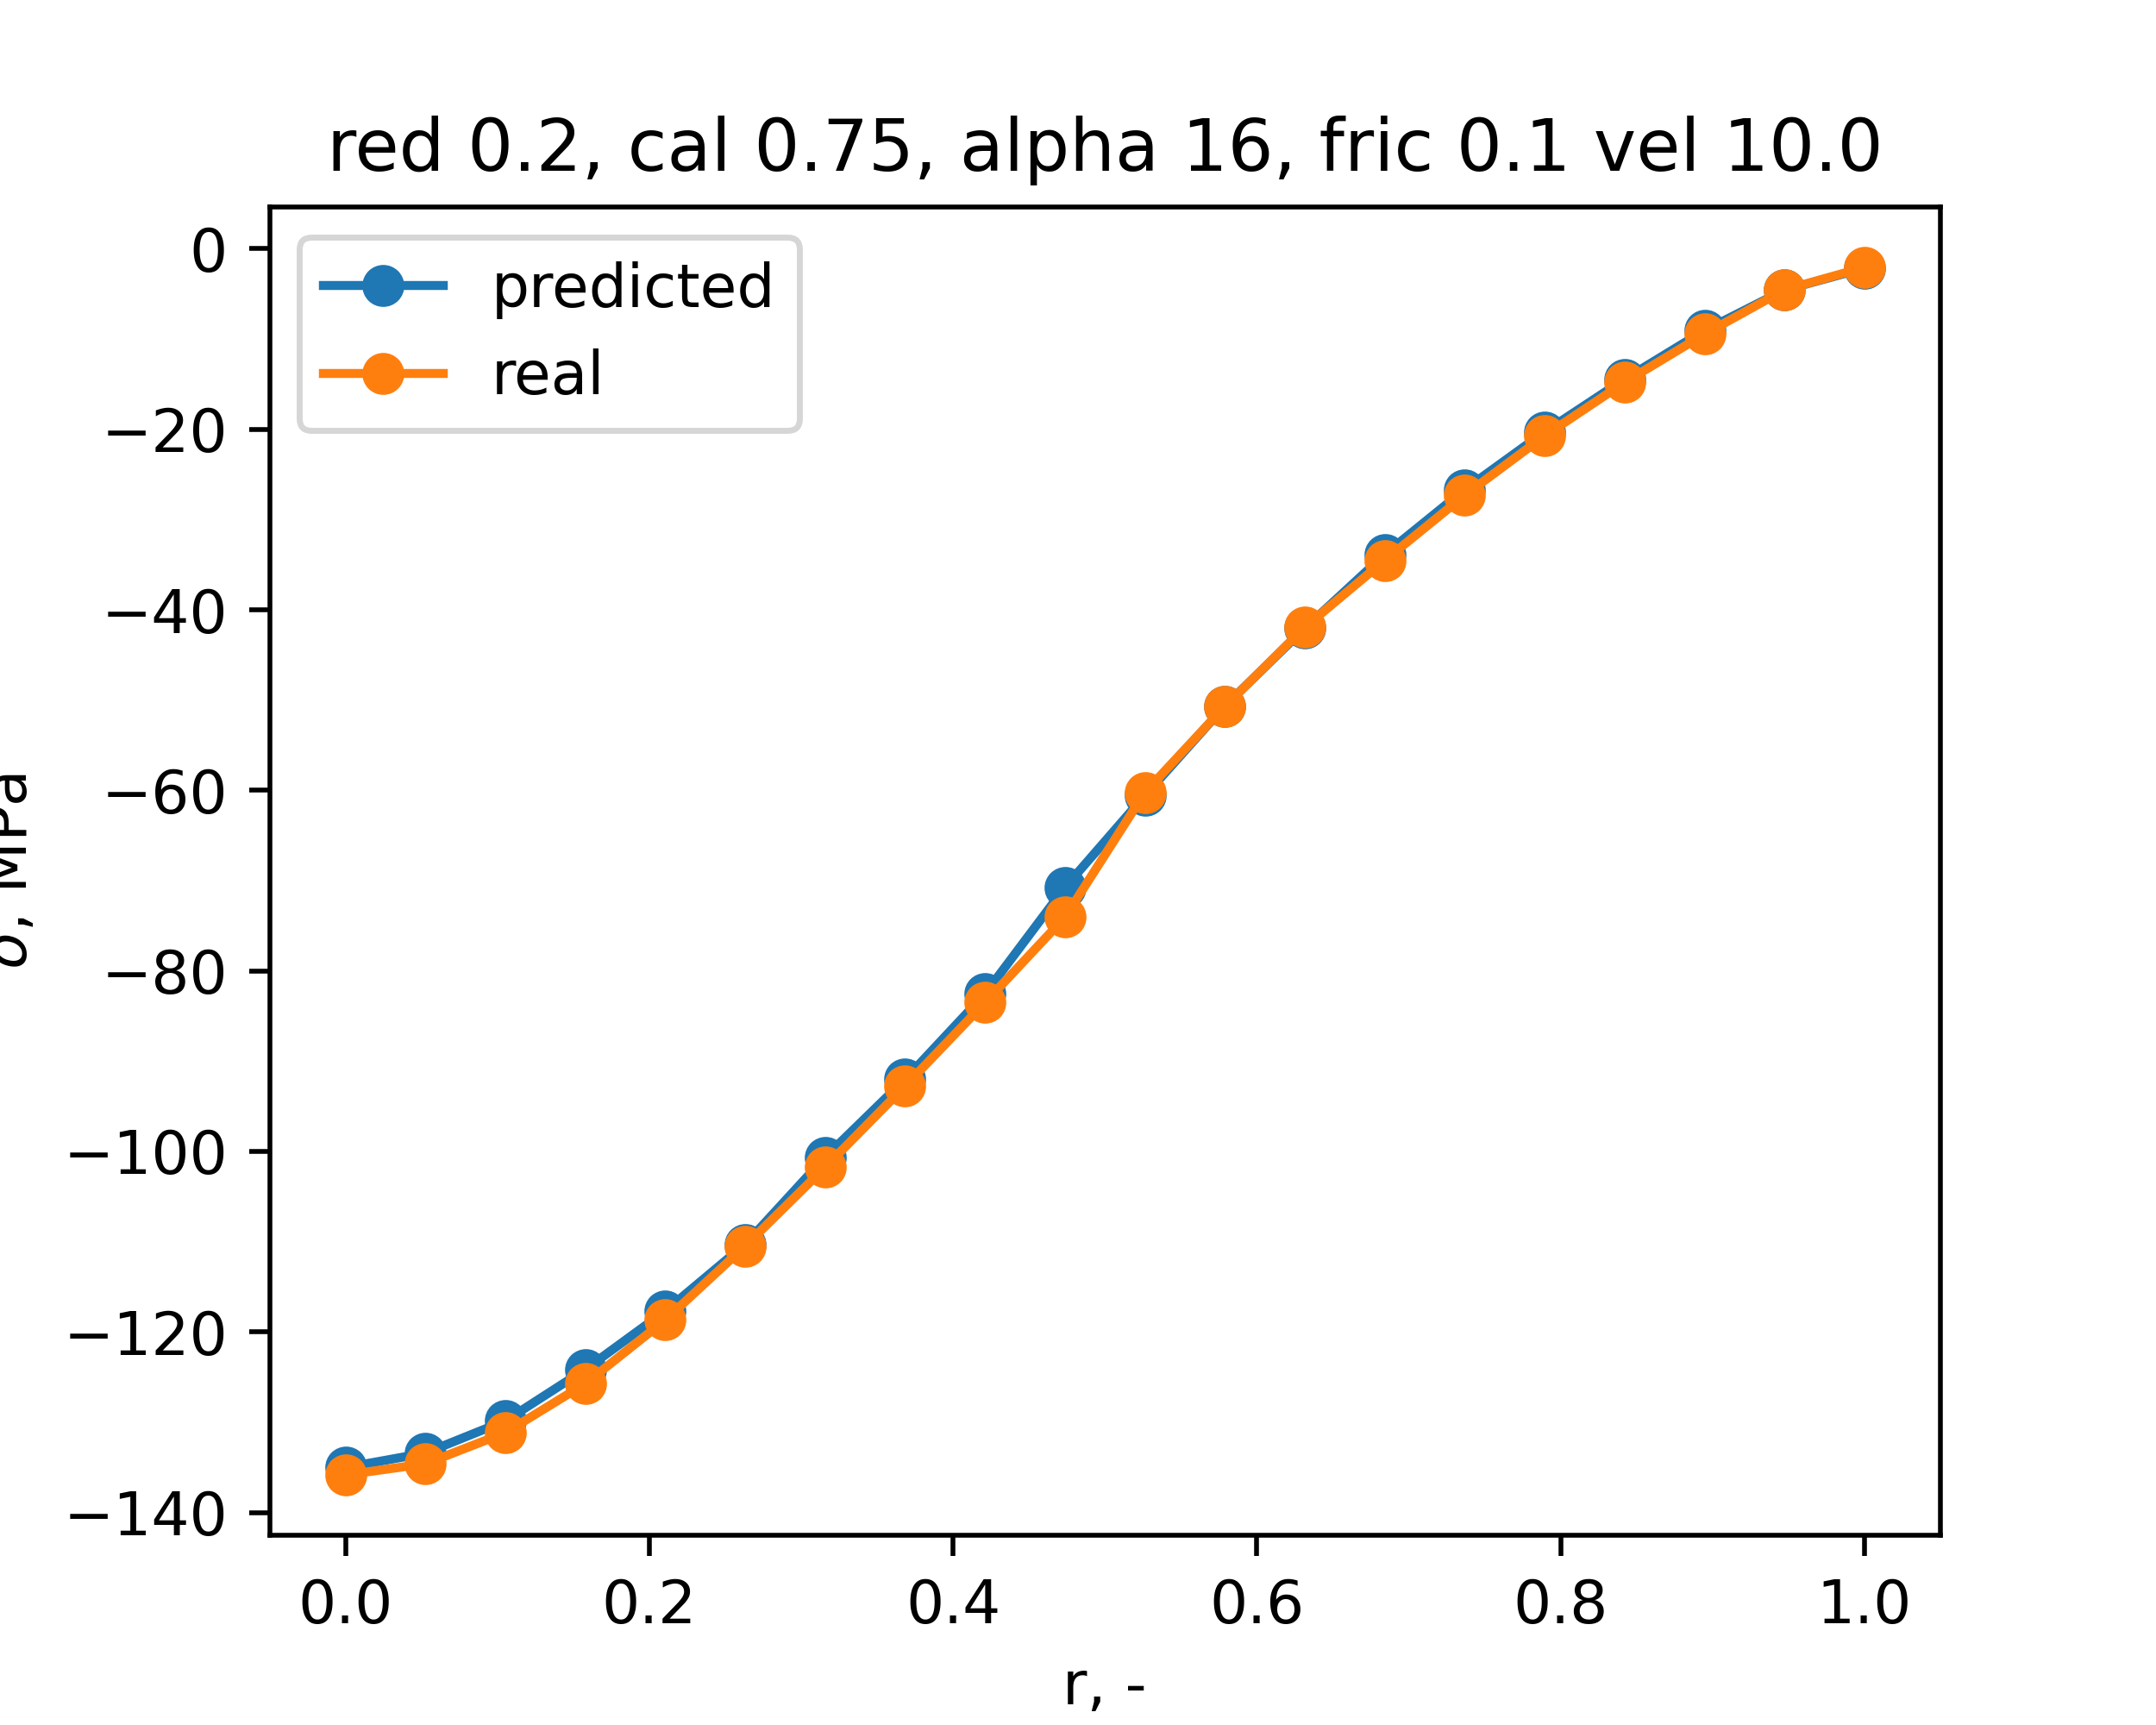 red 0.2, cal 0.75, alpha 16, fric 0.1 vel 10.0
predicted
real
0
−20
−40
−60
−80
−100
−120
−140
σ, MPa
0.0 0.2 0.4 0.6 0.8 1.0
r, -